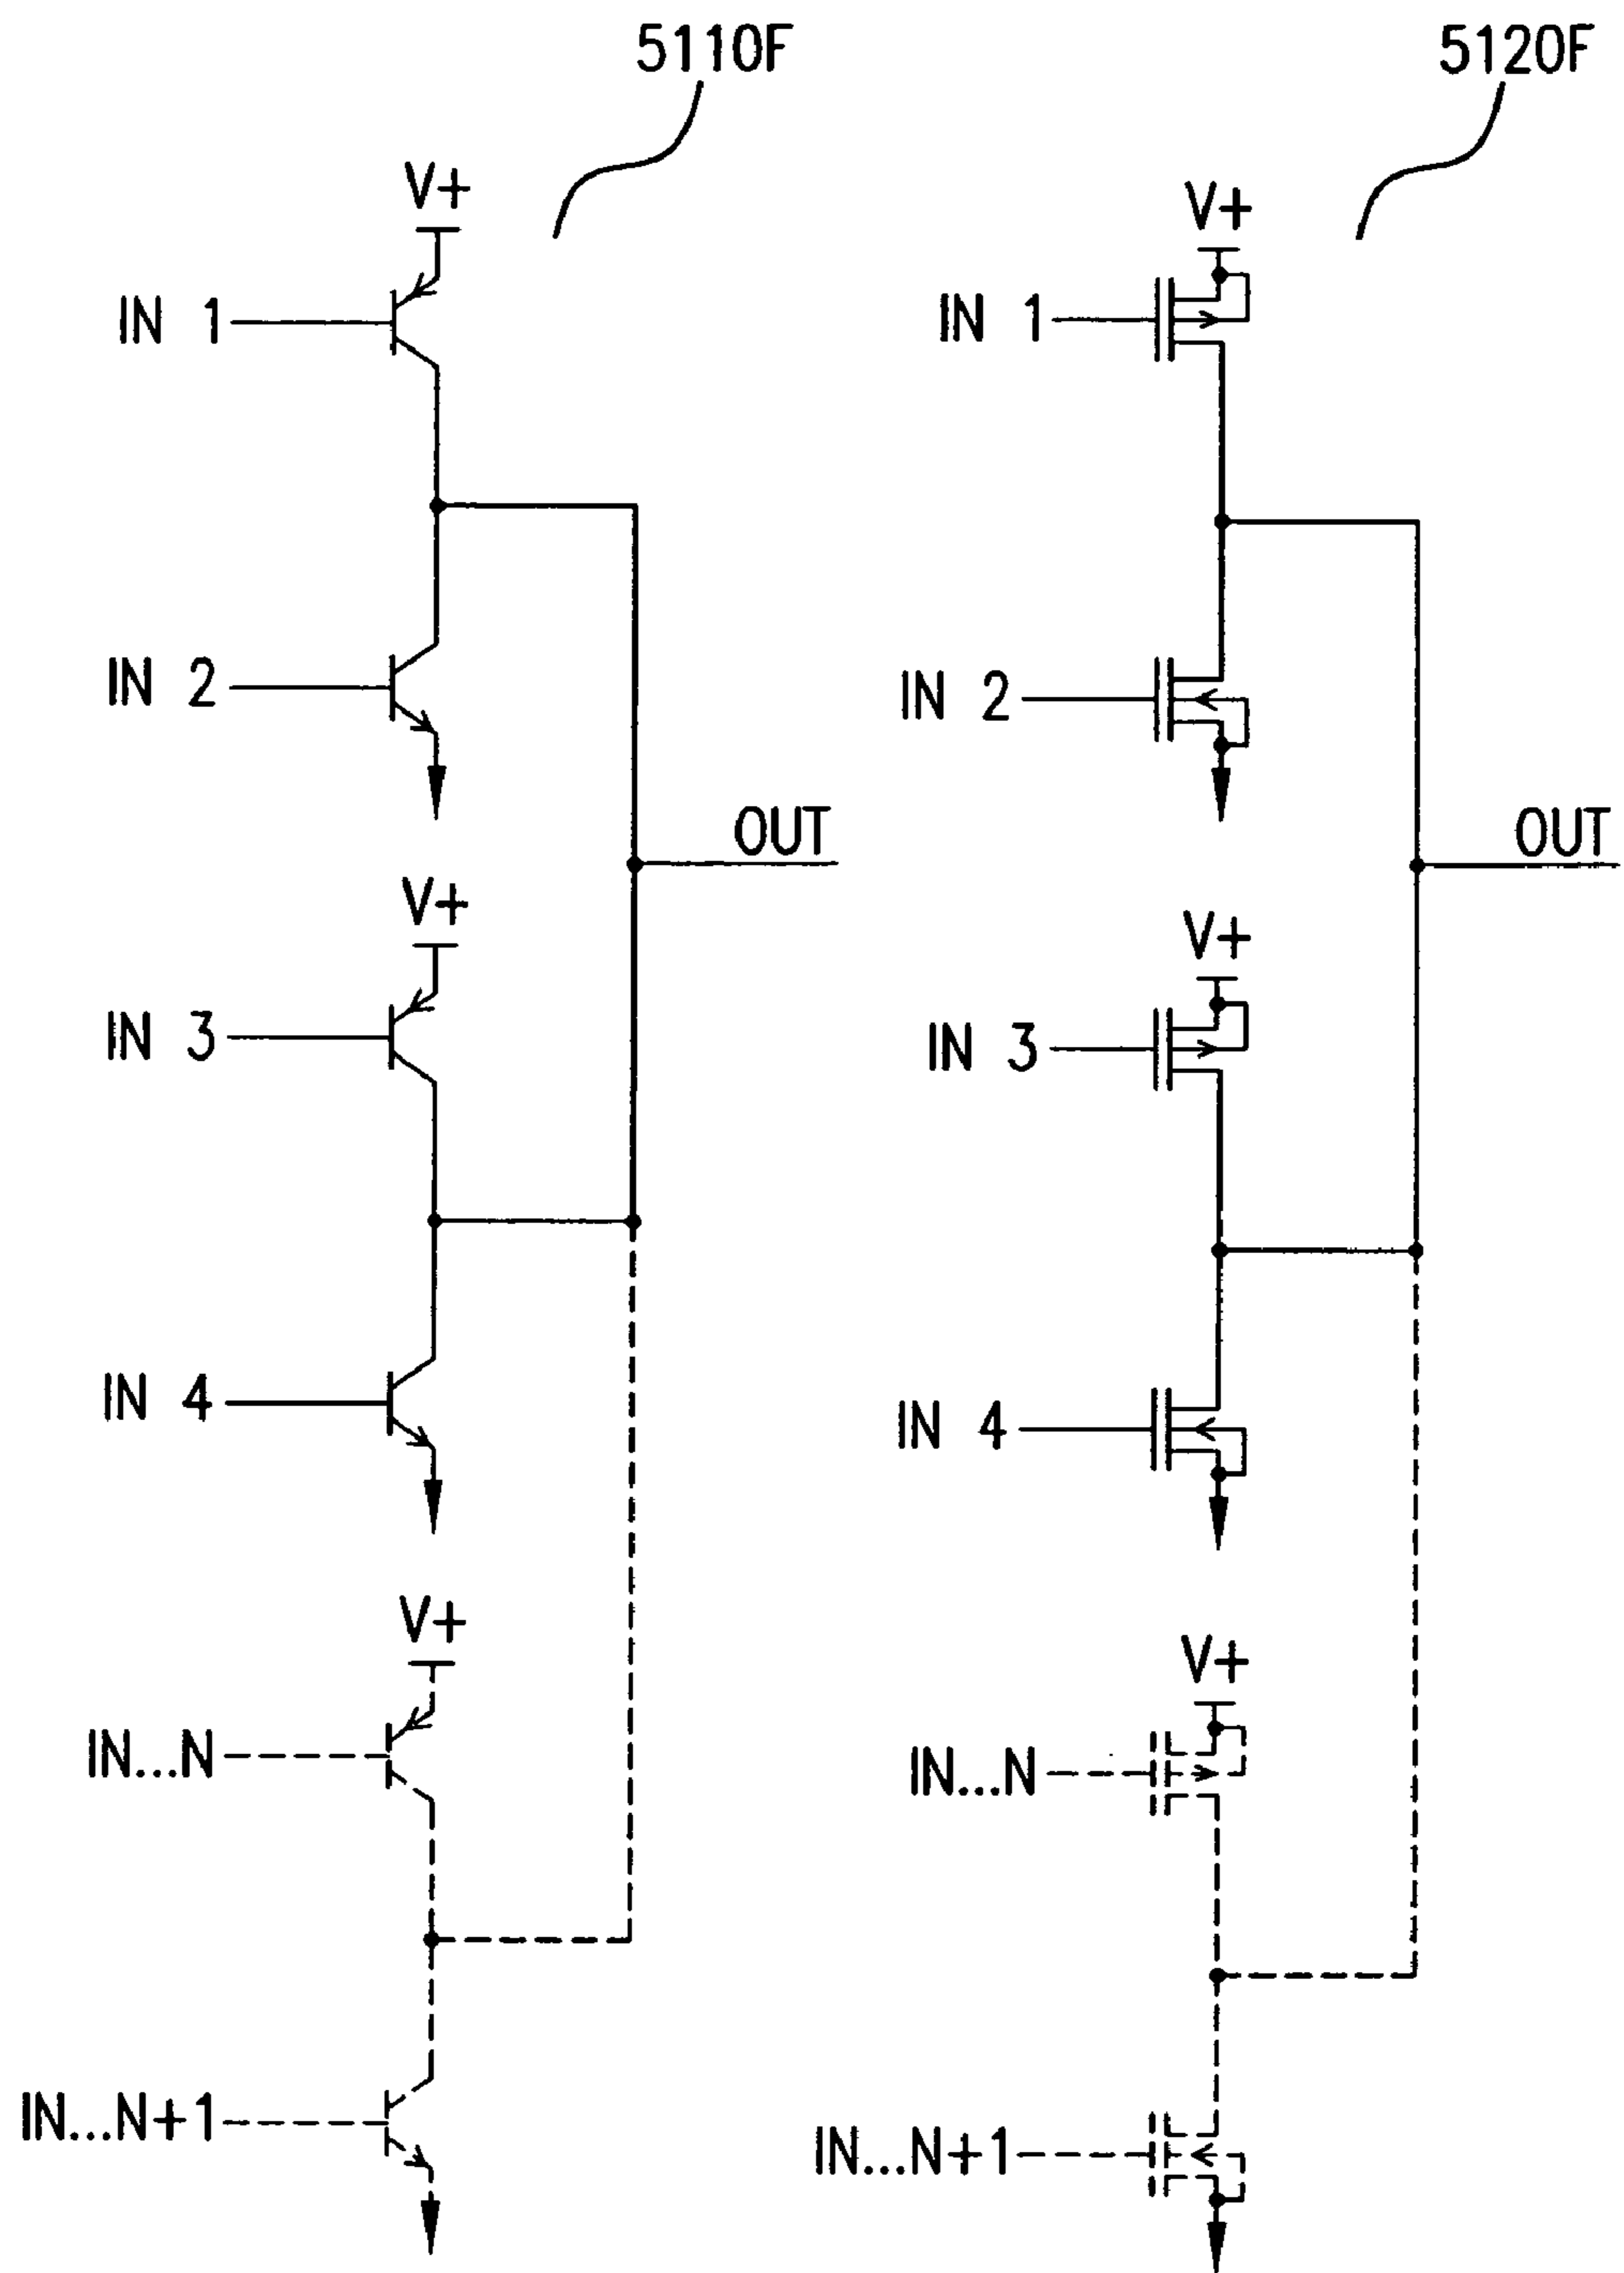 5110F
V+
IN 1
IN 2
OUT
V+
IN 3
IN 4
V+
IN...N
IN...N+1
5120F
V+
IN 1
IN 2
OUT
V+
IN 3
IN 4
V+
IN...N
IN...N+1